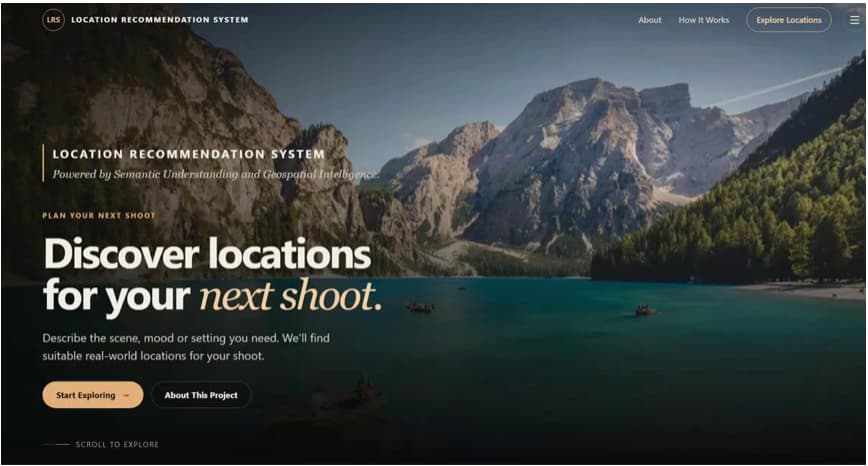 LRS LOCATION RECOMMENDATION SYSTEM
About How It Works Explore Locations
LOCATION RECOMMENDATION SYSTEM
Powered by Semantic Understanding and Geospatial Intelligence.
PLAN YOUR NEXT SHOOT
Discover locations
for your next shoot.
Describe the scene, mood or setting you need. We'll find
suitable real-world locations for your shoot.
Start Exploring → About This Project
SCROLL TO EXPLORE